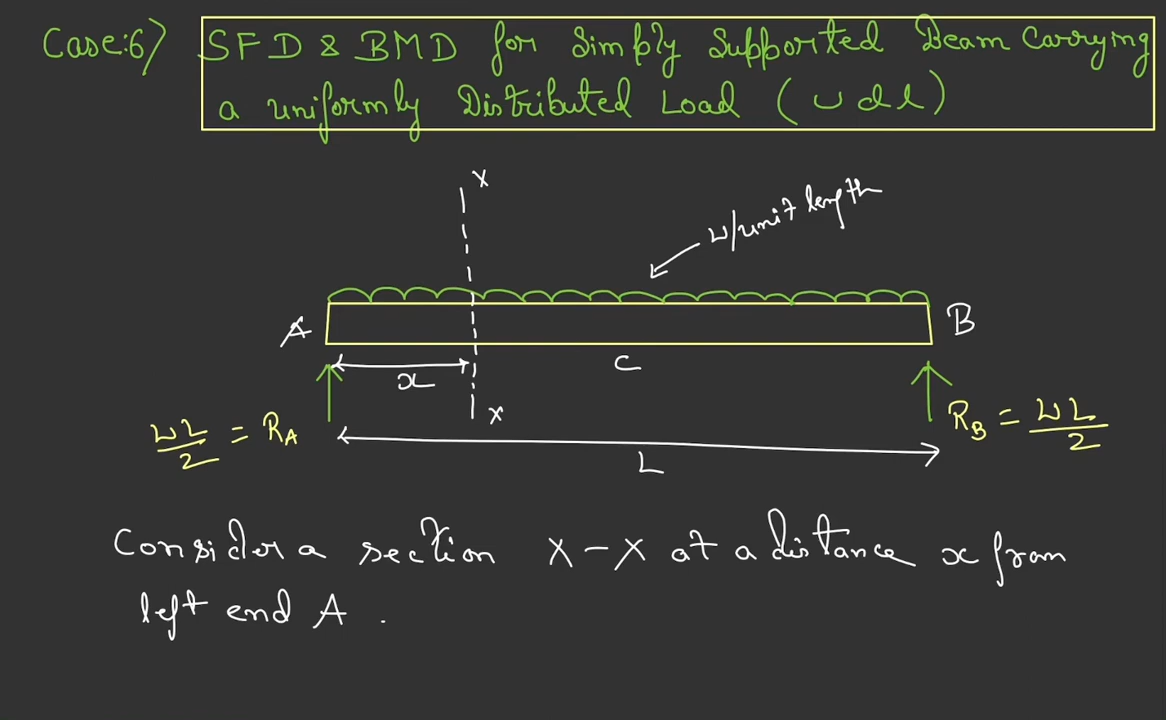 Case:6) SFD & BMD for Simply Supported Beam Carrying
a uniformly Distributed Load (udl)
X
w/unit length
A
B
x
C
X
wL/2 = RA
RB = wL/2
L
Consider a section X-X at a distance x from
left end A.